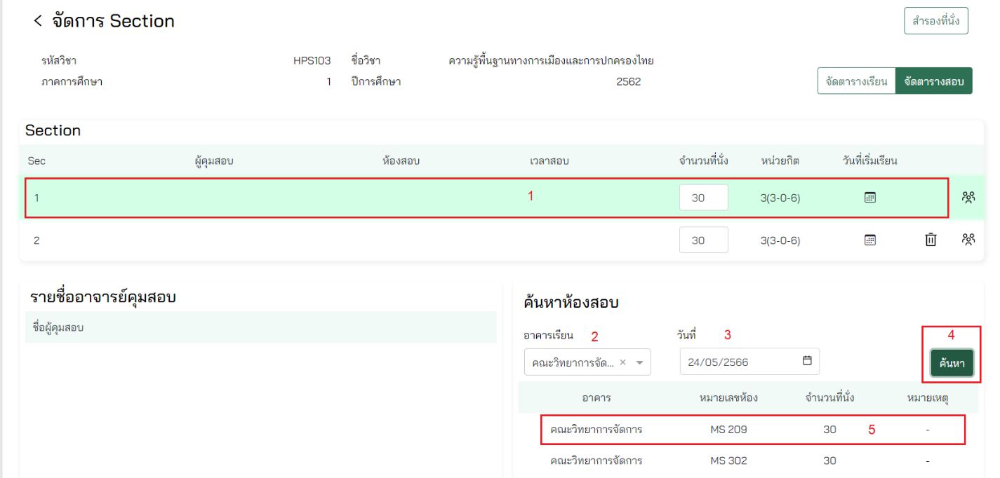 จัดการ Section
สำรองที่นั่ง
รหัสวิชา HPS103 ชื่อวิชา ความรู้พื้นฐานทางการเมืองและการปกครองไทย
ภาคการศึกษา 1 ปีการศึกษา 2562
จัดตารางเรียน จัดตารางสอบ
Section
Sec ผู้คุมสอบ ห้องสอบ เวลาสอบ จำนวนที่นั่ง หน่วยกิต วันที่เริ่มเรียน
1 1 30 3(3-0-6)
2 30 3(3-0-6)
รายชื่ออาจารย์คุมสอบ
ชื่อผู้คุมสอบ
ค้นหาห้องสอบ
อาคารเรียน 2 วันที่ 3 4
คณะวิทยาการจัด... 24/05/2566 ค้นหา
อาคาร หมายเลขห้อง จำนวนที่นั่ง หมายเหตุ
คณะวิทยาการจัดการ MS 209 30 5 -
คณะวิทยาการจัดการ MS 302 30 -